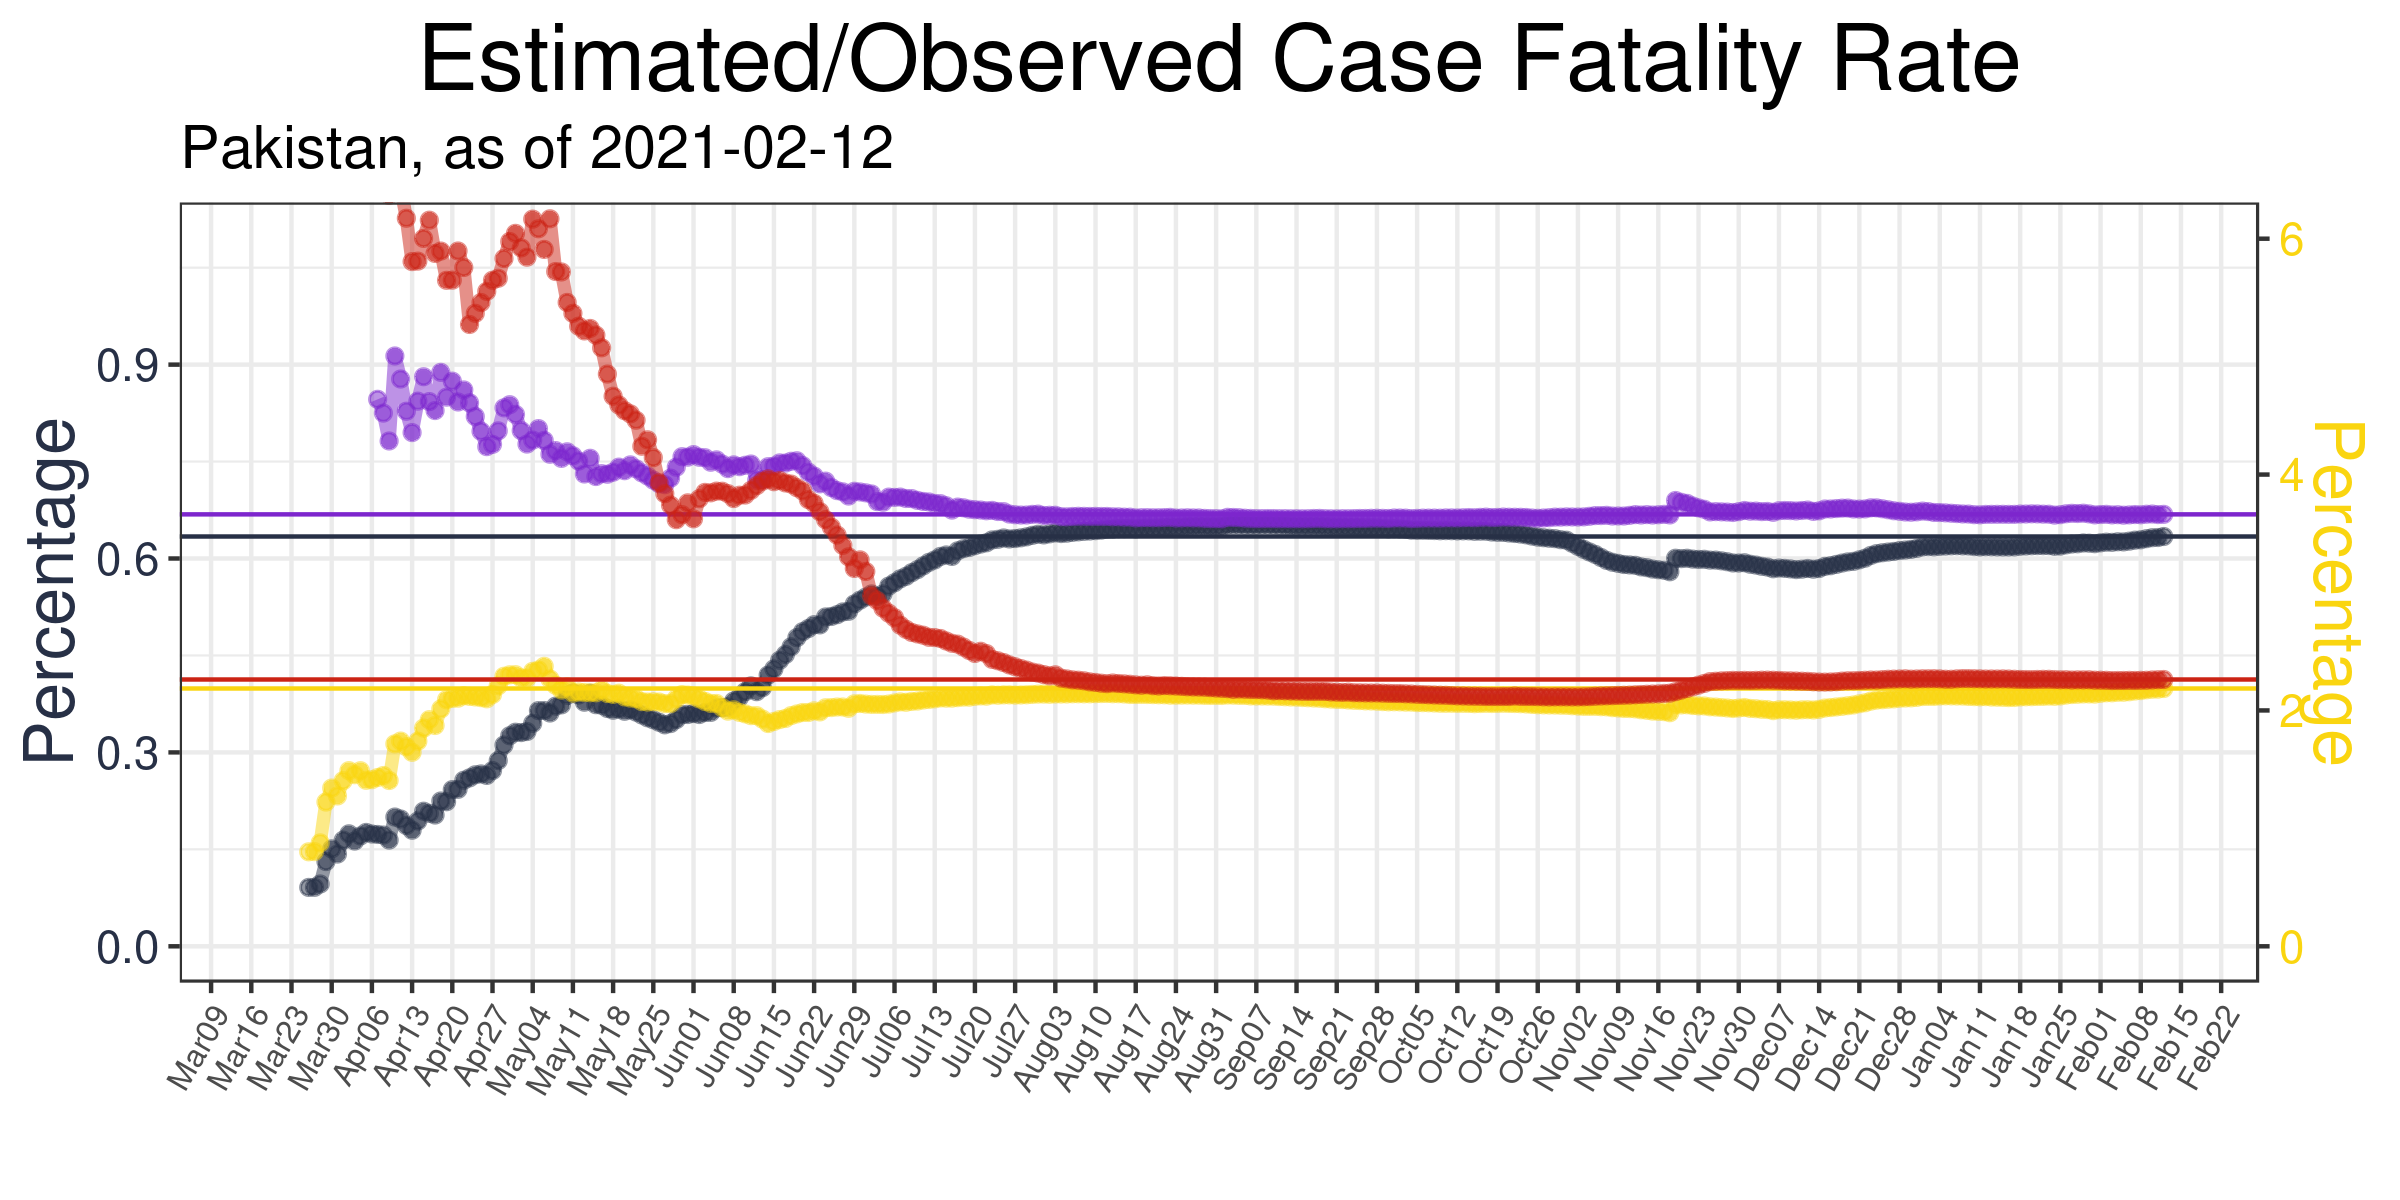 Estimated/Observed Case Fatality Rate
Pakistan, as of 2021-02-12
Percentage
0.9
0.6
0.3
0.0
6
4
2
0
Percentage
Mar09
Mar16
Mar23
Mar30
Apr06
Apr13
Apr20
Apr27
May04
May11
May18
May25
Jun01
Jun08
Jun15
Jun22
Jun29
Jul06
Jul13
Jul20
Jul27
Aug03
Aug10
Aug17
Aug24
Aug31
Sep07
Sep14
Sep21
Sep28
Oct05
Oct12
Oct19
Oct26
Nov02
Nov09
Nov16
Nov23
Nov30
Dec07
Dec14
Dec21
Dec28
Jan04
Jan11
Jan18
Jan25
Feb01
Feb08
Feb15
Feb22